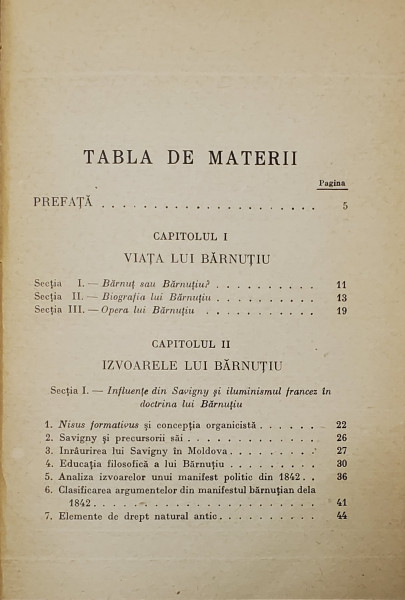 TABLA DE MATERII
Pagina
PREFAȚĂ . . . . . . . . . . . . . . . . . . . . 5
CAPITOLUL I
VIAȚA LUI BĂRNUȚIU
Secția I. — Bărnuț sau Bărnuțiu? . . . . . . . . . 11
Secția II. — Biografia lui Bărnuțiu . . . . . . . . . 13
Secția III. — Opera lui Bărnuțiu . . . . . . . . . . 19
CAPITOLUL II
IZVOARELE LUI BĂRNUȚIU
Secția I. — Influențe din Savigny și iluminismul francez în
doctrina lui Bărnuțiu
1. Nisus formativus și concepția organicistă . . . . . . 22
2. Savigny și precursorii săi . . . . . . . . . . . . 26
3. Inrâurirea lui Savigny în Moldova . . . . . . . . . 27
4. Educația filosofică a lui Bărnuțiu . . . . . . . . . 30
5. Analiza izvoarelor unui manifest politic din 1842 . . 36
6. Clasificarea argumentelor din manifestul bărnuțian dela
1842 . . . . . . . . . . . . . . . . . . . . . 41
7. Elemente de drept natural antic . . . . . . . . . . 44